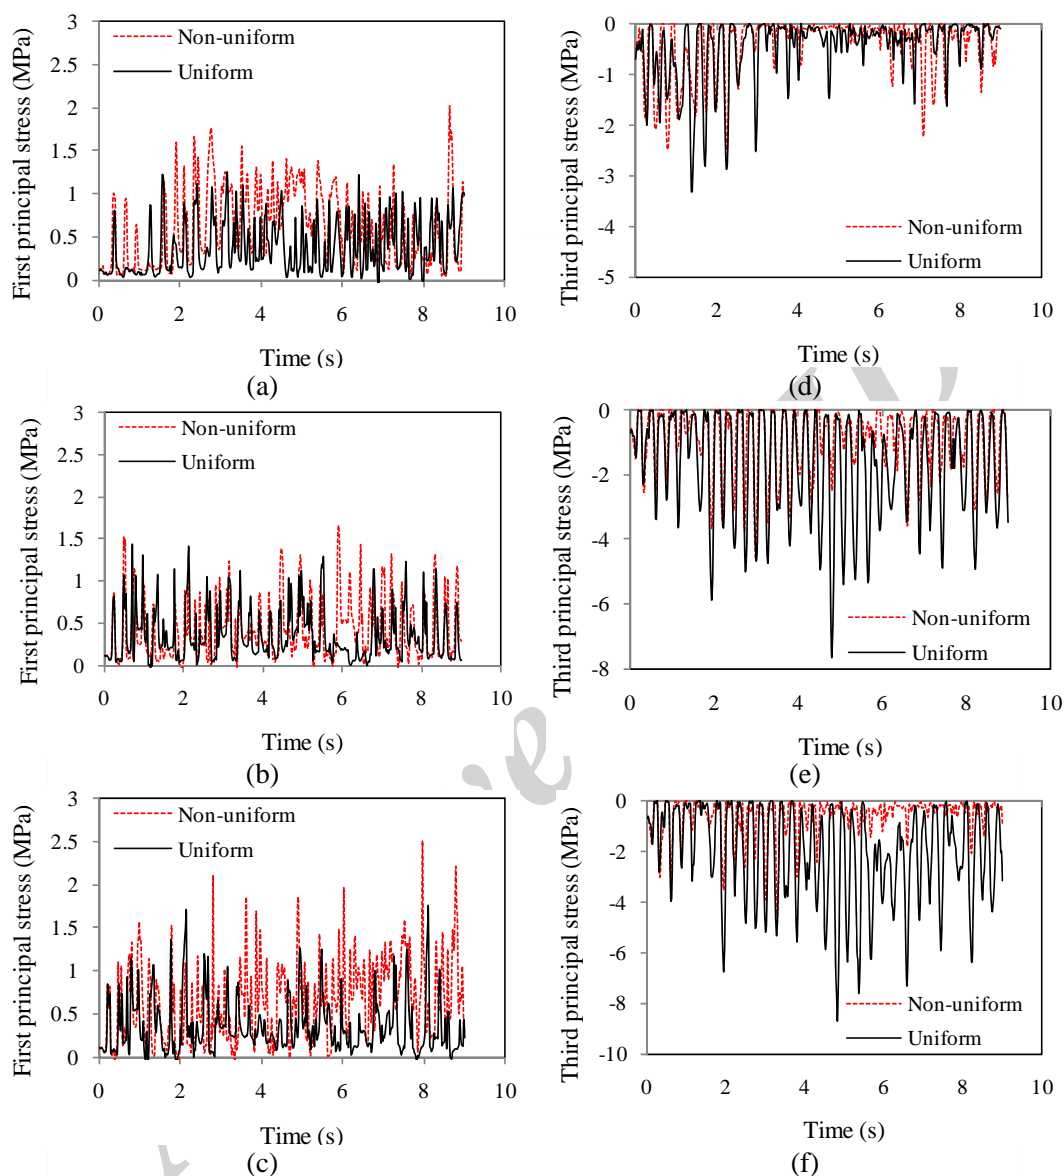 First principal stress (MPa)
3
2.5
2
1.5
1
0.5
0
Non-uniform
Uniform
0 2 4 6 8 10
Time (s)
(a)
Third principal stress (MPa)
0
-1
-2
-3
-4
-5
Non-uniform
Uniform
0 2 4 6 8 10
Time (s)
(d)
First principal stress (MPa)
3
2.5
2
1.5
1
0.5
0
Non-uniform
Uniform
0 2 4 6 8 10
Time (s)
(b)
Third principal stress (MPa)
0
-2
-4
-6
-8
Non-uniform
Uniform
0 2 4 6 8 10
Time (s)
(e)
First principal stress (MPa)
3
2.5
2
1.5
1
0.5
0
Non-uniform
Uniform
0 2 4 6 8 10
Time (s)
(c)
Third principal stress (MPa)
0
-2
-4
-6
-8
-10
Non-uniform
Uniform
0 2 4 6 8 10
Time (s)
(f)